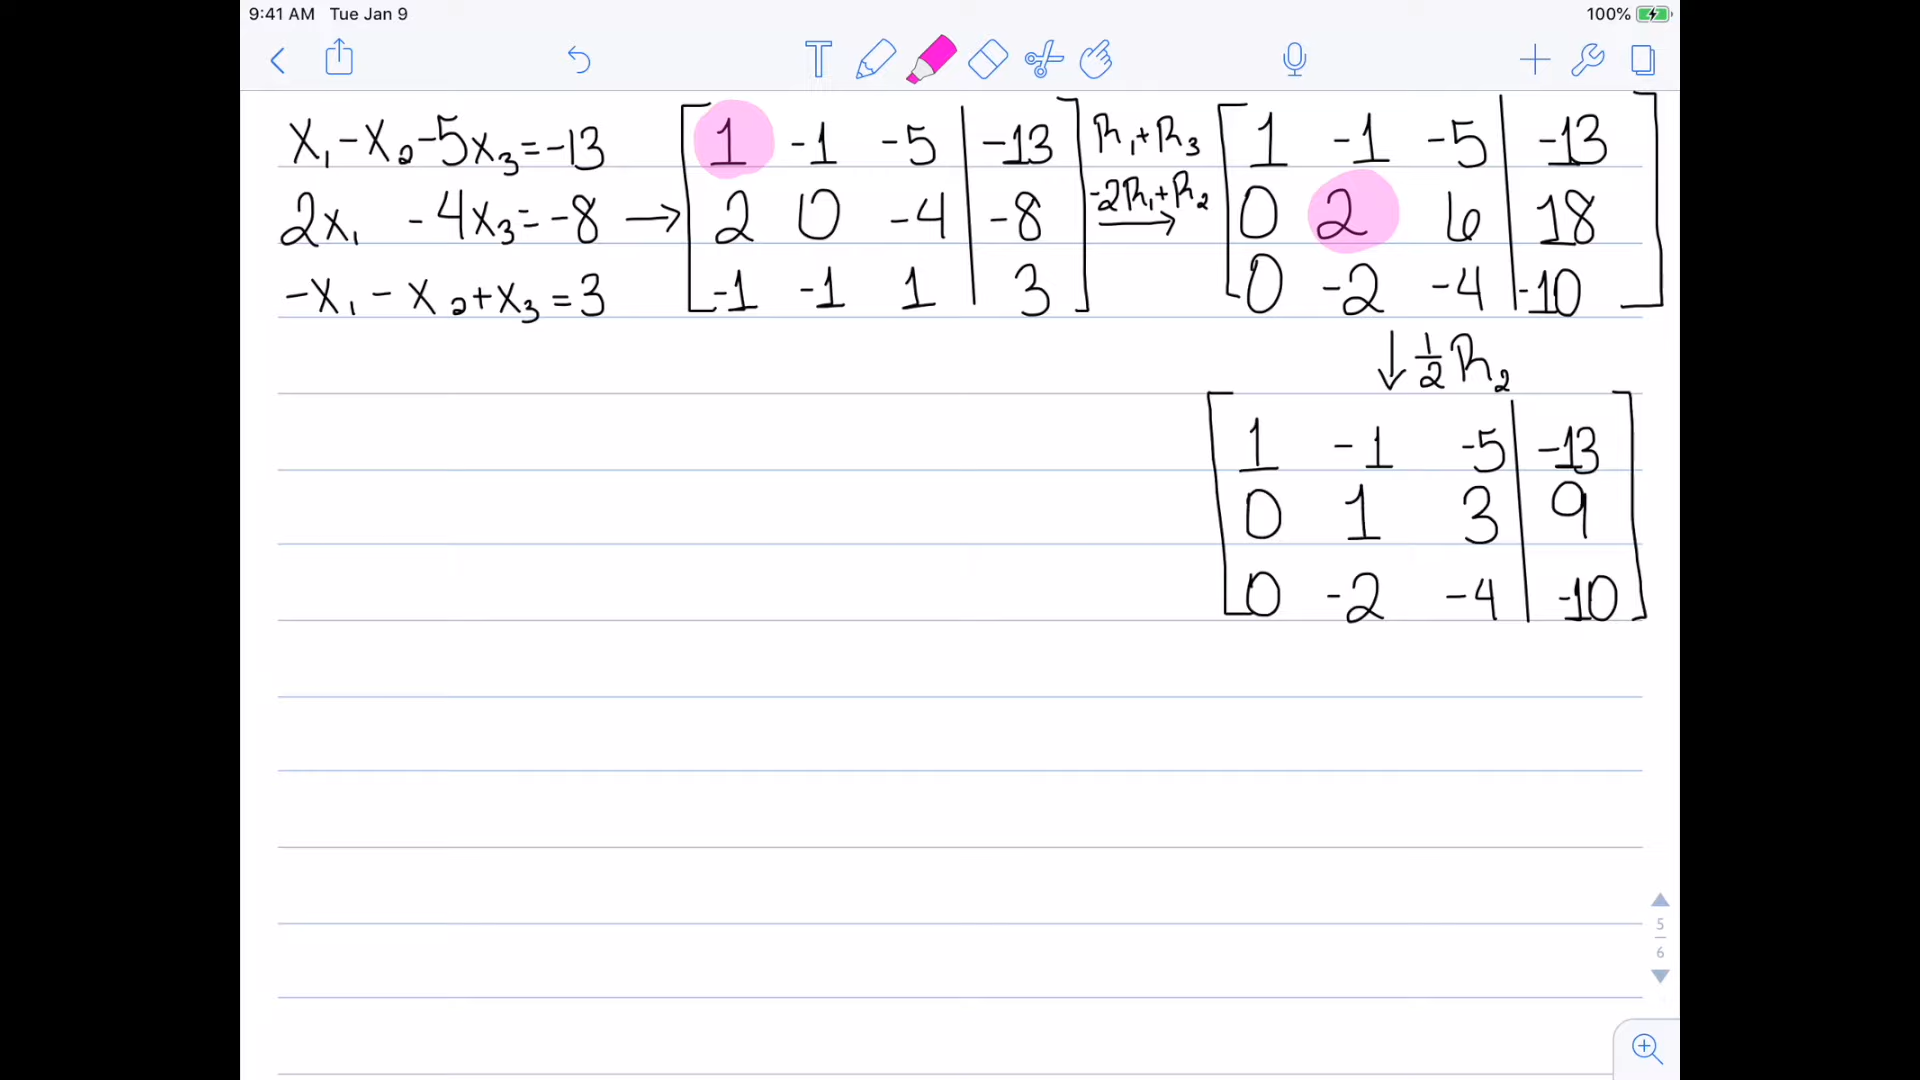 9:41 AM Tue Jan 9 100%
T
x₁-x₂-5x₃=-13
2x₁ -4x₃=-8 →
-x₁-x₂+x₃=3
[1 -1 -5 | -13]
[2 0 -4 | -8]
[-1 -1 1 | 3]
R₁+R₃
-2R₁+R₂
→
[1 -1 -5 | -13]
[0 2 6 | 18]
[0 -2 -4 | -10]
↓ 1/2 R₂
[1 -1 -5 | -13]
[0 1 3 | 9]
[0 -2 -4 | -10]
5
6